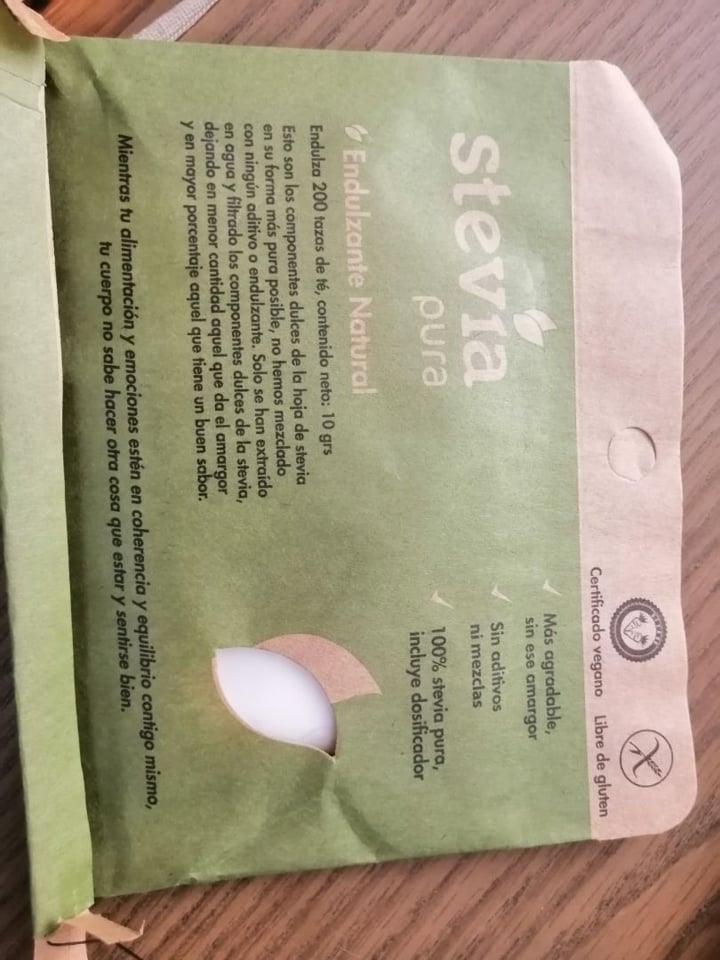 Certificado vegano
Libre de gluten
stevia
pura
Más agradable,
sin ese amargor
Sin aditivos
ni mezclas
100% stevia pura,
incluye dosificador
Endulzante Natural
Endulza 200 tazas de té, contenido neto: 10 grs
Esto son los componentes dulces de la hoja de stevia
en su forma más pura posible, no hemos mezclado
con ningún aditivo o endulzante. Solo se han extraído
en agua y filtrado los componentes dulces de la stevia,
dejando en menor cantidad aquel que da el amargor
y en mayor porcentaje aquel que tiene un buen sabor.
Mientras tu alimentación y emociones estén en coherencia y equilibrio contigo mismo,
tu cuerpo no sabe hacer otra cosa que estar y sentirse bien.